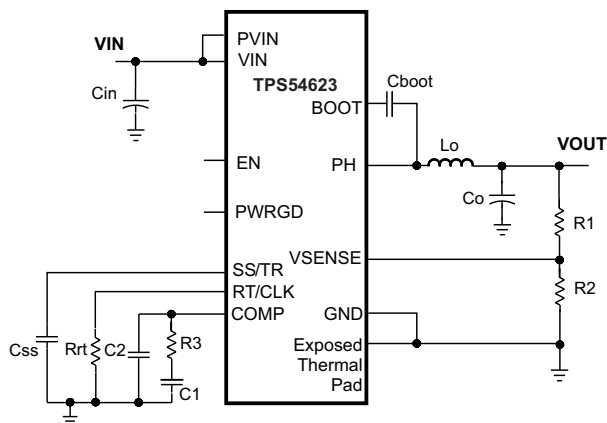 VIN
PVIN
VIN
TPS54623
Cboot
Cin
BOOT
Lo
VOUT
EN
PH
Co
R1
PWRGD
VSENSE
R2
SS/TR
RT/CLK
COMP
GND
Css
Rrt
C2
R3
C1
Exposed
Thermal
Pad